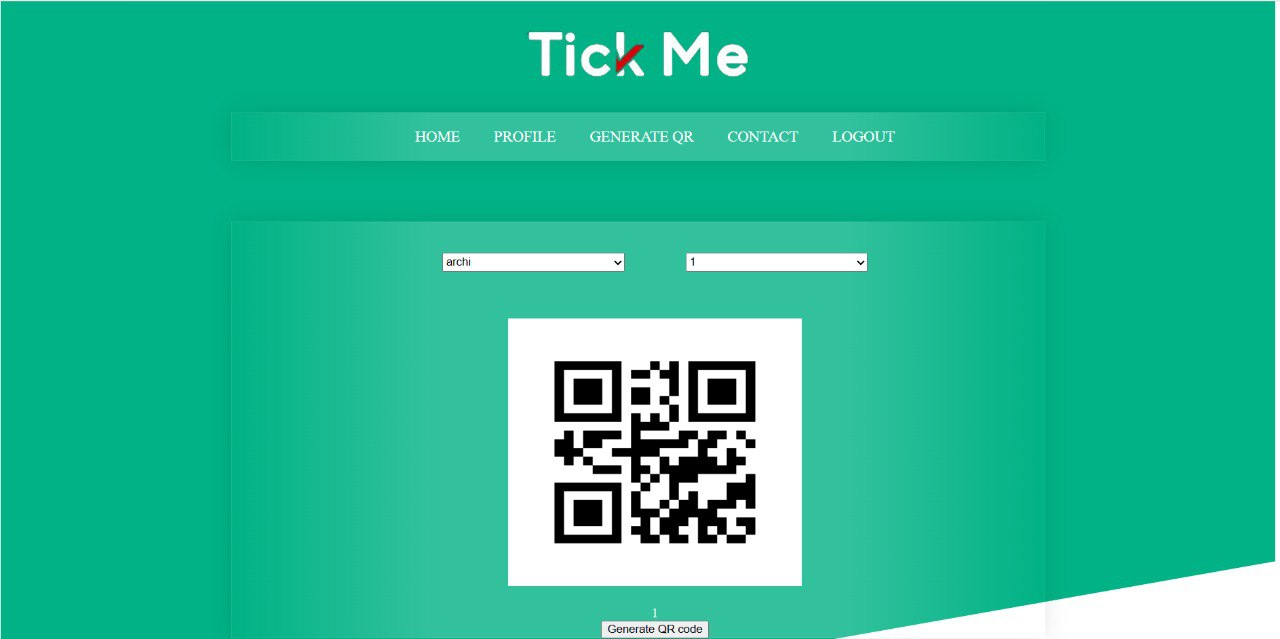 Tick Me
HOME PROFILE GENERATE QR CONTACT LOGOUT
archi 1
1
Generate QR code